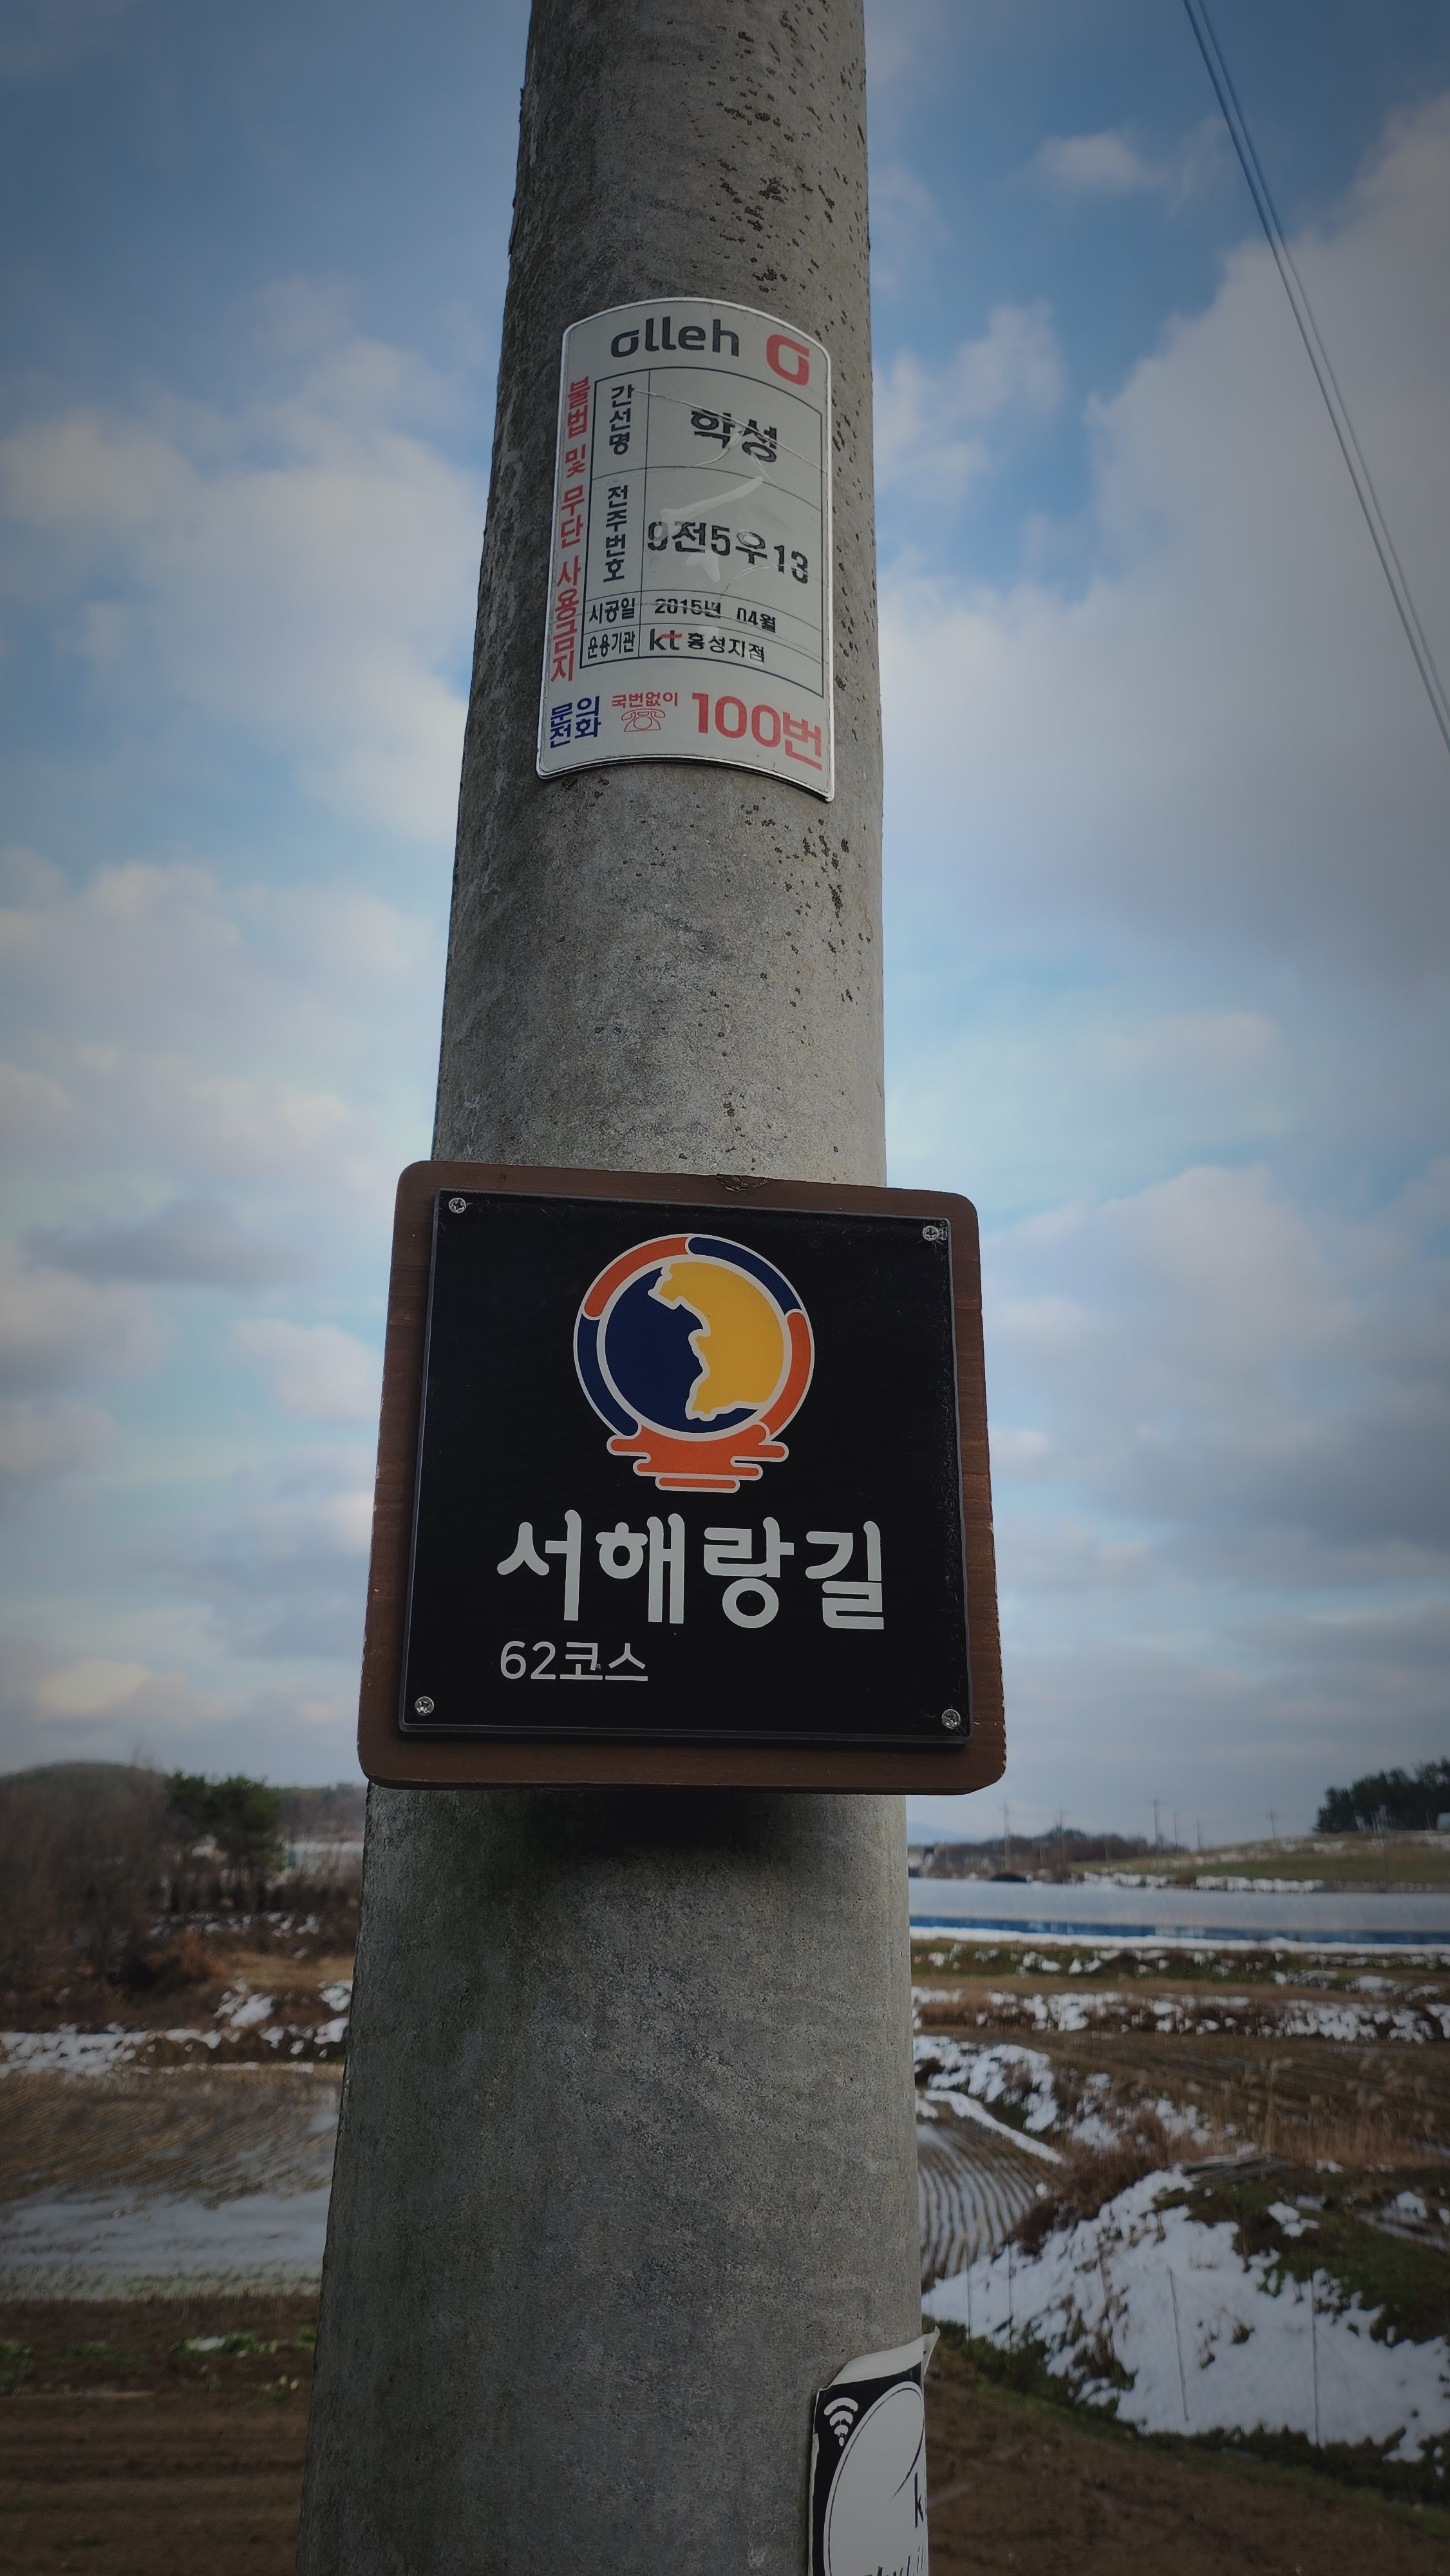 olleh
불법 및 무단 사용금지
간선명 학성
전주번호 9전5우13
시공일 2015년 04월
운용기관 kt 홍성지점
문의전화 국번없이 100번
서해랑길
62코스